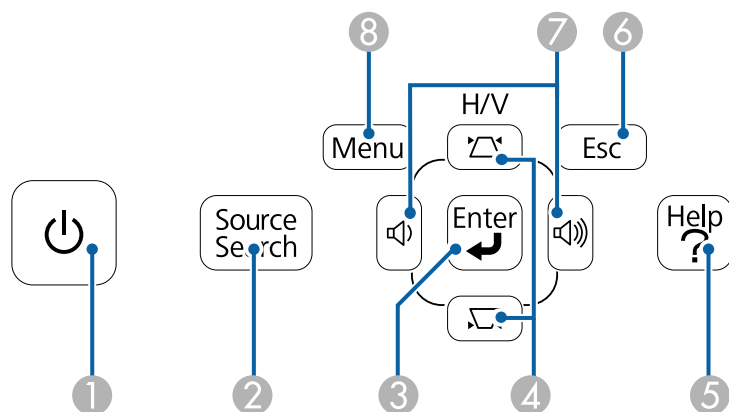 8 7 6
H/V
Menu
Esc
Source
Search
Enter
Help
?
1 2 3 4 5